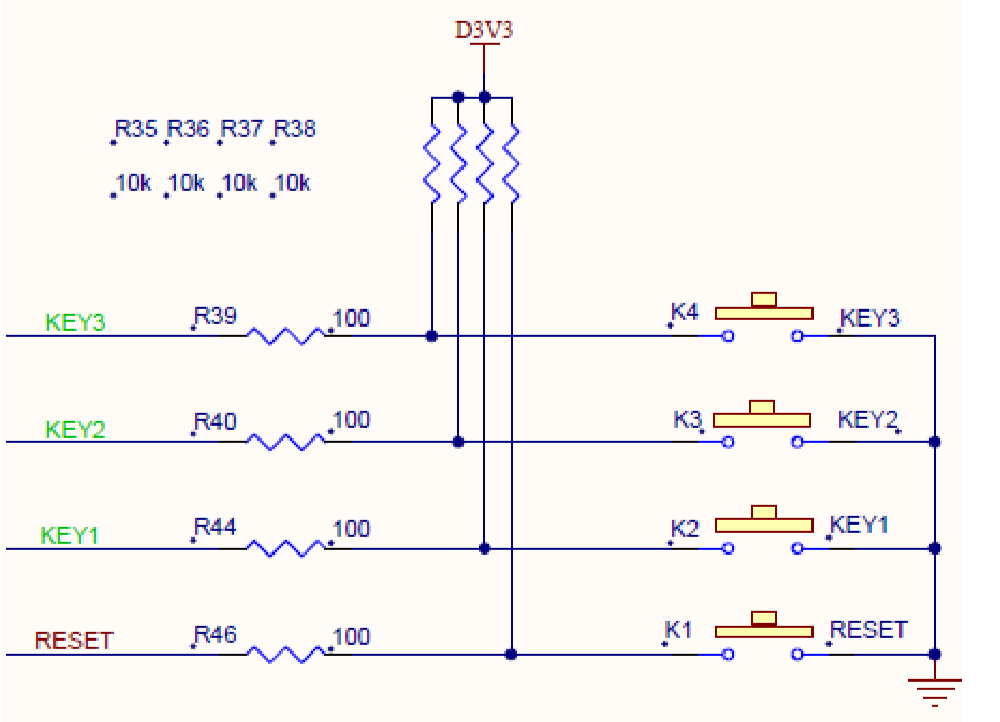 D3V3
R35 R36 R37 R38
10k 10k 10k 10k
KEY3 R39 100 K4 KEY3
KEY2 R40 100 K3 KEY2
KEY1 R44 100 K2 KEY1
RESET R46 100 K1 RESET